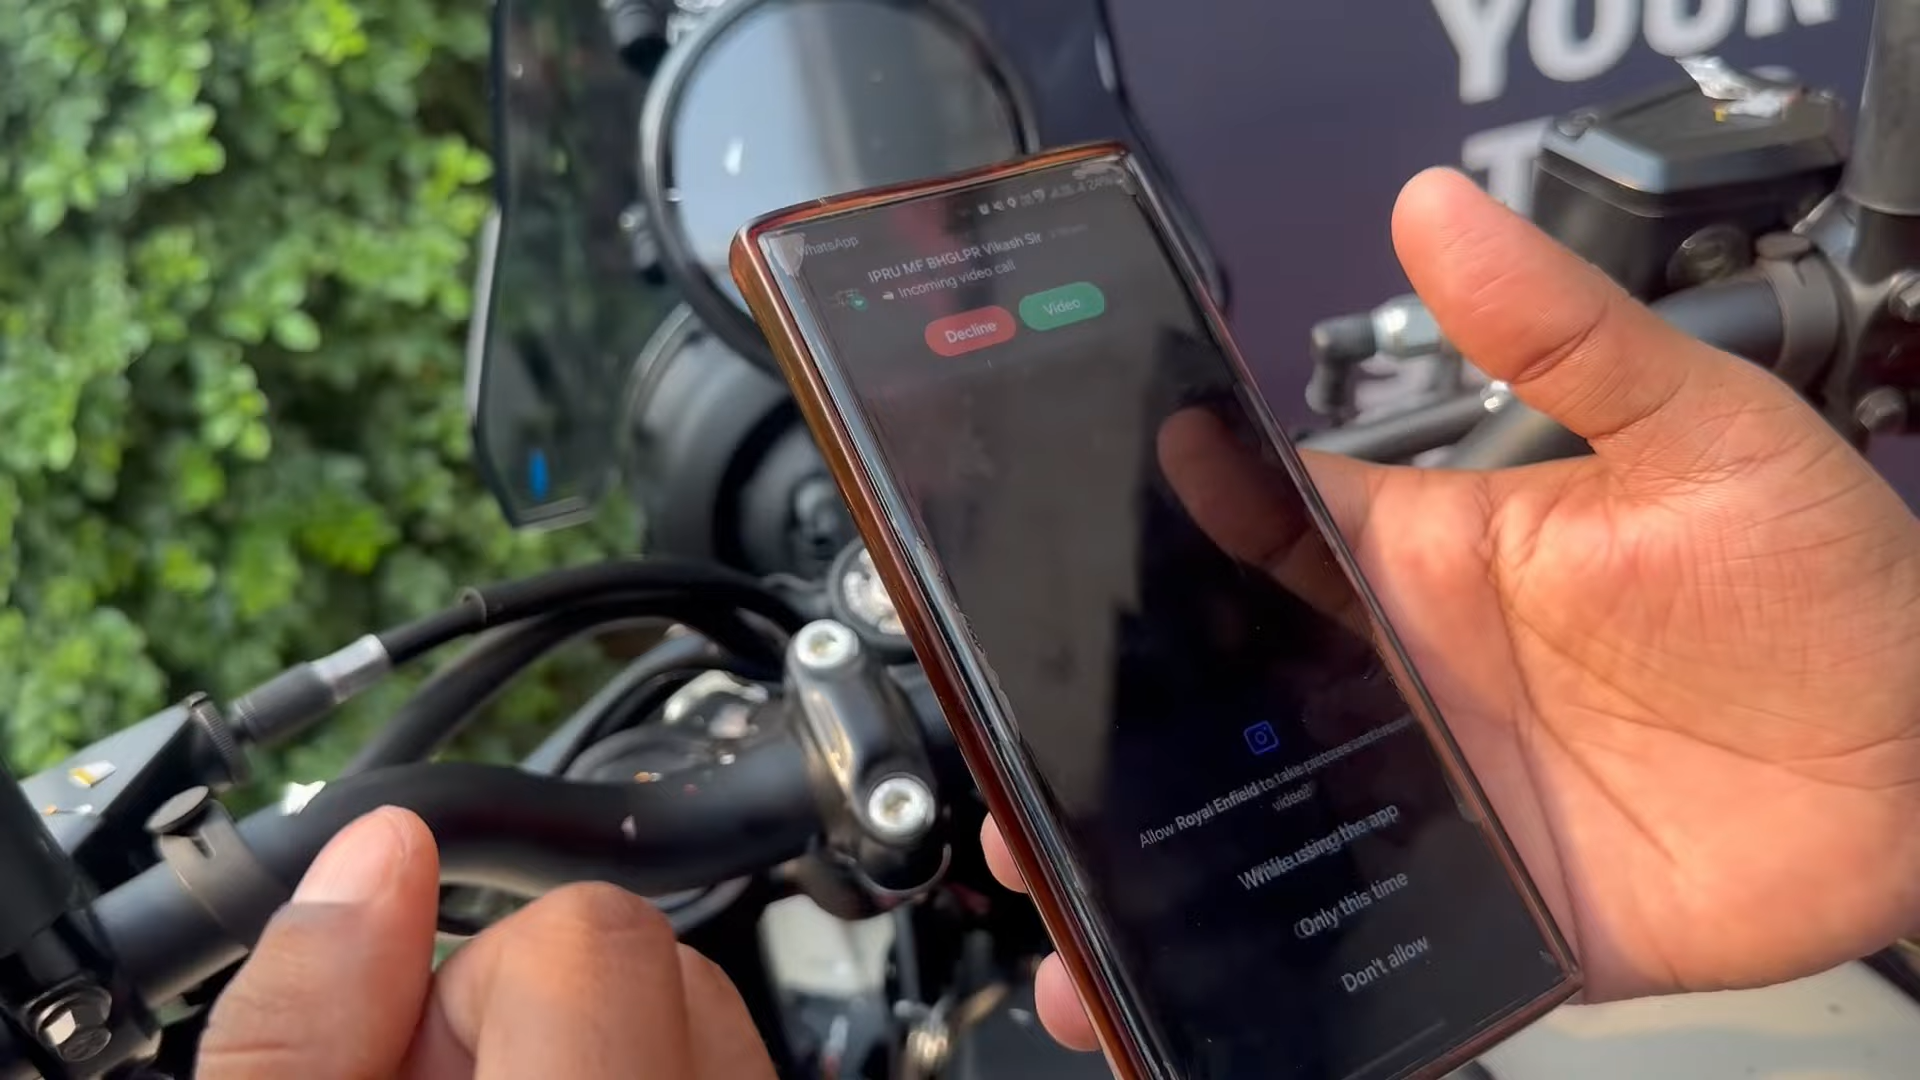 YOUR
WhatsApp
IPRU MF BHGLPR Vikash Sir
Incoming video call
Decline
Video
Allow Royal Enfield to take pictures and record
video?
While using the app
Only this time
Don't allow